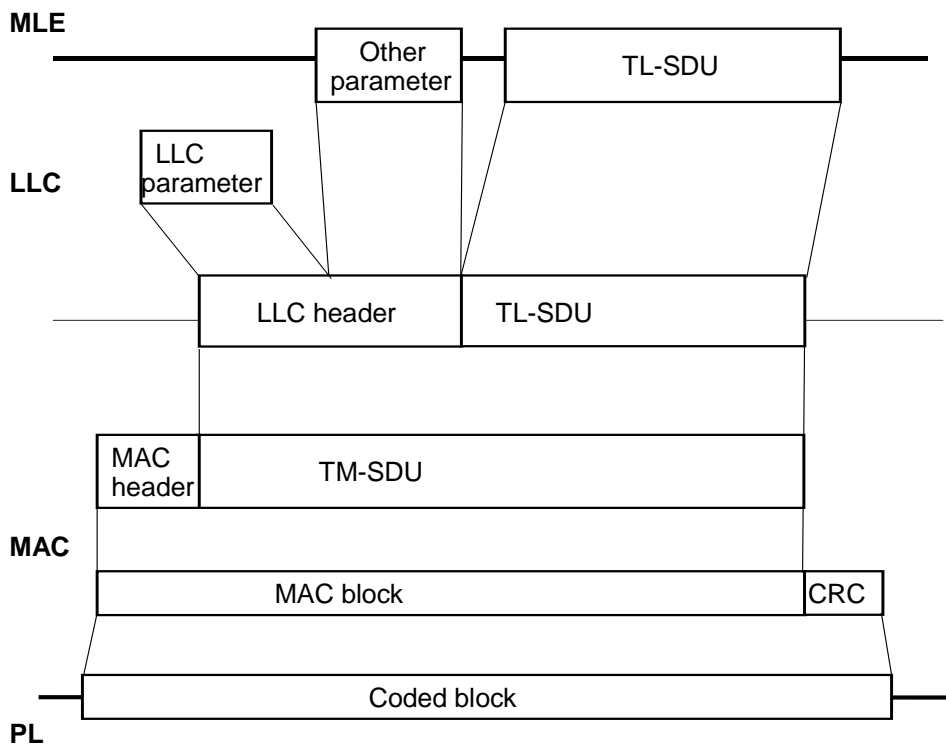 MLE
Other
parameter
TL-SDU
LLC
parameter
LLC
LLC header
TL-SDU
MAC
header
TM-SDU
MAC
MAC block
CRC
Coded block
PL